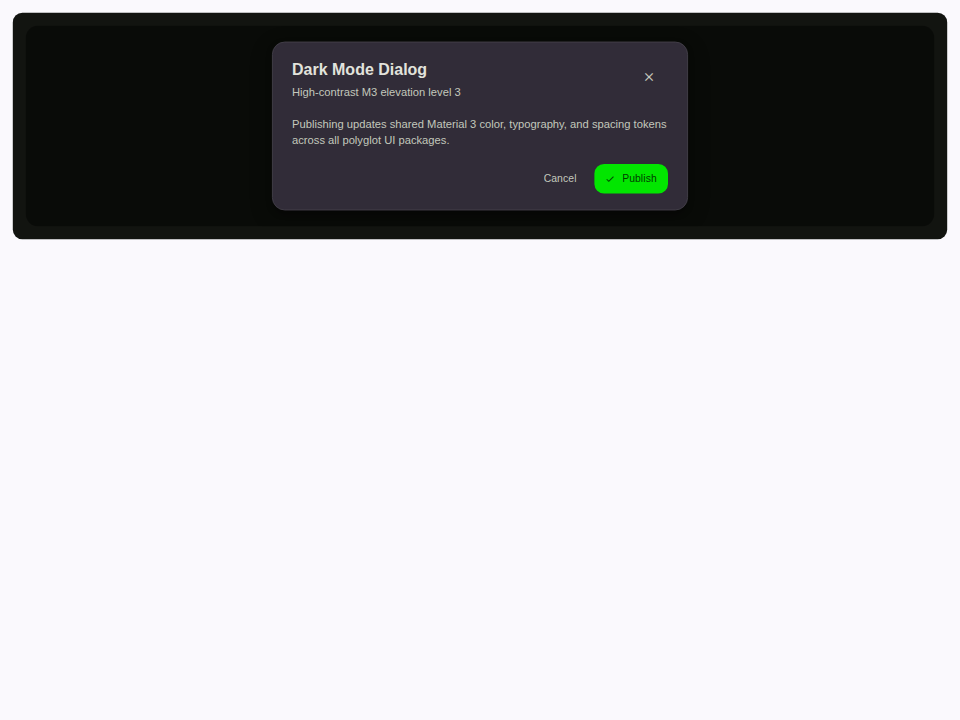 Dark Mode Dialog
High-contrast M3 elevation level 3
Publishing updates shared Material 3 color, typography, and spacing tokens
across all polyglot UI packages.
Cancel
Publish